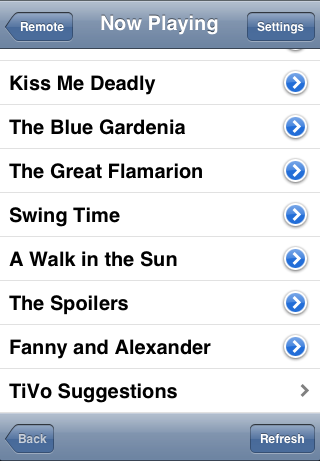 Remote
Now Playing
Settings
Kiss Me Deadly
The Blue Gardenia
The Great Flamarion
Swing Time
A Walk in the Sun
The Spoilers
Fanny and Alexander
TiVo Suggestions
Back
Refresh